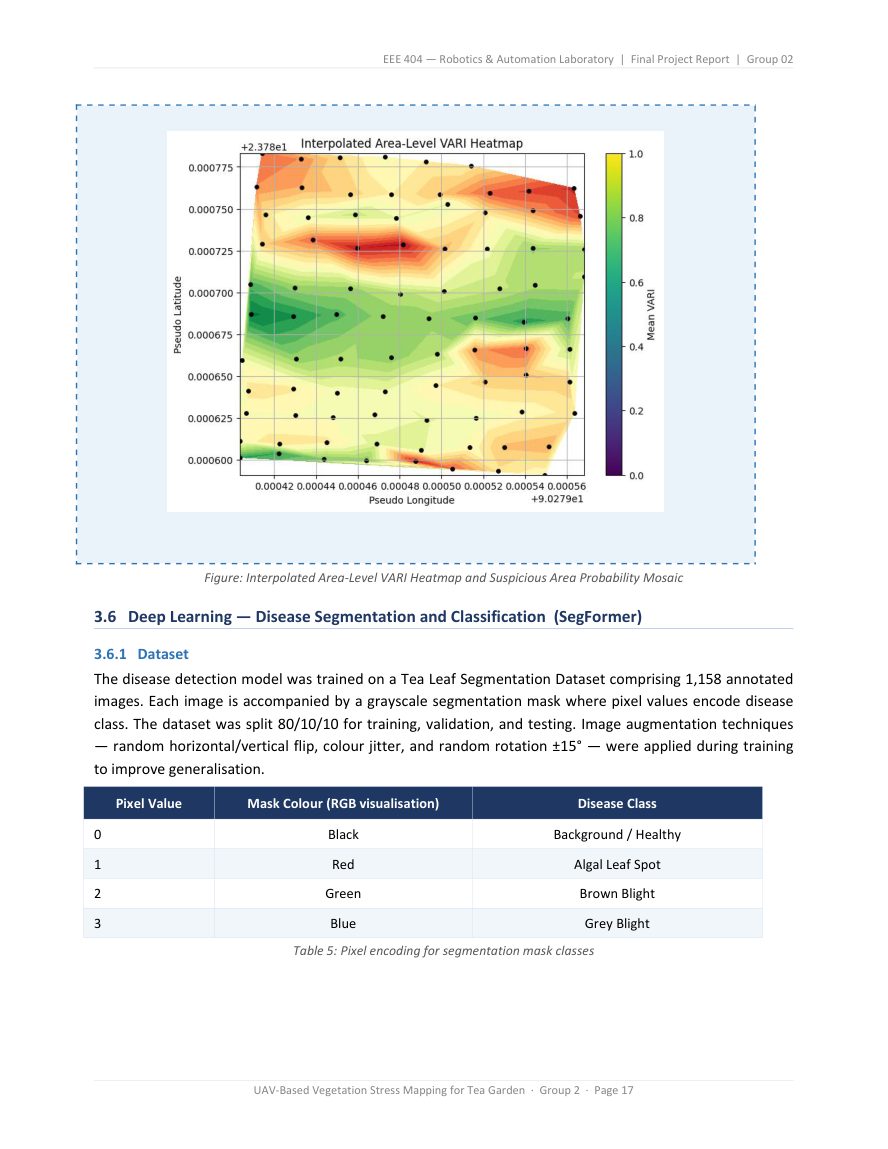 EEE 404 — Robotics & Automation Laboratory | Final Project Report | Group 02
Interpolated Area-Level VARI Heatmap
+2.378e1
0.000775
0.000750
0.000725
0.000700
0.000675
0.000650
0.000625
0.000600
Pseudo Latitude
0.00042 0.00044 0.00046 0.00048 0.00050 0.00052 0.00054 0.00056
Pseudo Longitude
+9.0279e1
1.0
0.8
0.6
0.4
0.2
0.0
Mean VARI
Figure: Interpolated Area-Level VARI Heatmap and Suspicious Area Probability Mosaic
3.6 Deep Learning — Disease Segmentation and Classification (SegFormer)
3.6.1 Dataset
The disease detection model was trained on a Tea Leaf Segmentation Dataset comprising 1,158 annotated
images. Each image is accompanied by a grayscale segmentation mask where pixel values encode disease
class. The dataset was split 80/10/10 for training, validation, and testing. Image augmentation techniques
— random horizontal/vertical flip, colour jitter, and random rotation ±15° — were applied during training
to improve generalisation.
Pixel Value Mask Colour (RGB visualisation) Disease Class
0 Black Background / Healthy
1 Red Algal Leaf Spot
2 Green Brown Blight
3 Blue Grey Blight
Table 5: Pixel encoding for segmentation mask classes
UAV-Based Vegetation Stress Mapping for Tea Garden · Group 2 · Page 17